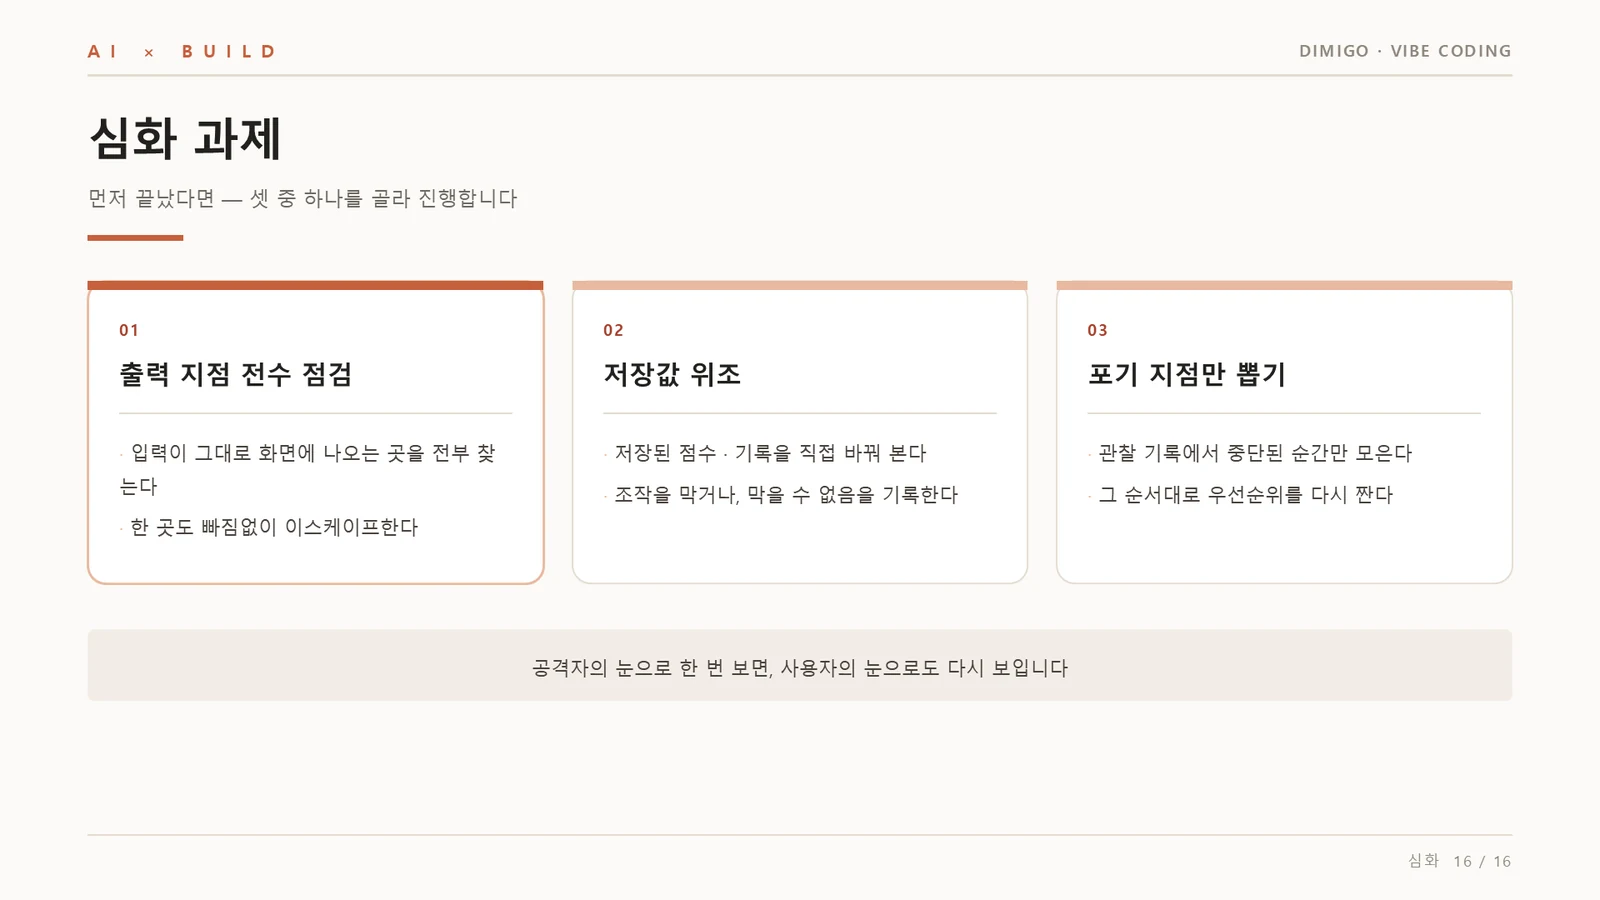 AI × BUILD
DIMIGO · VIBE CODING
심화 과제
먼저 끝났다면 — 셋 중 하나를 골라 진행합니다
01
출력 지점 전수 점검
· 입력이 그대로 화면에 나오는 곳을 전부 찾
는다
· 한 곳도 빠짐없이 이스케이프한다
02
저장값 위조
· 저장된 점수 · 기록을 직접 바꿔 본다
· 조작을 막거나, 막을 수 없음을 기록한다
03
포기 지점만 뽑기
· 관찰 기록에서 중단된 순간만 모은다
· 그 순서대로 우선순위를 다시 짠다
공격자의 눈으로 한 번 보면, 사용자의 눈으로도 다시 보입니다
심화 16 / 16